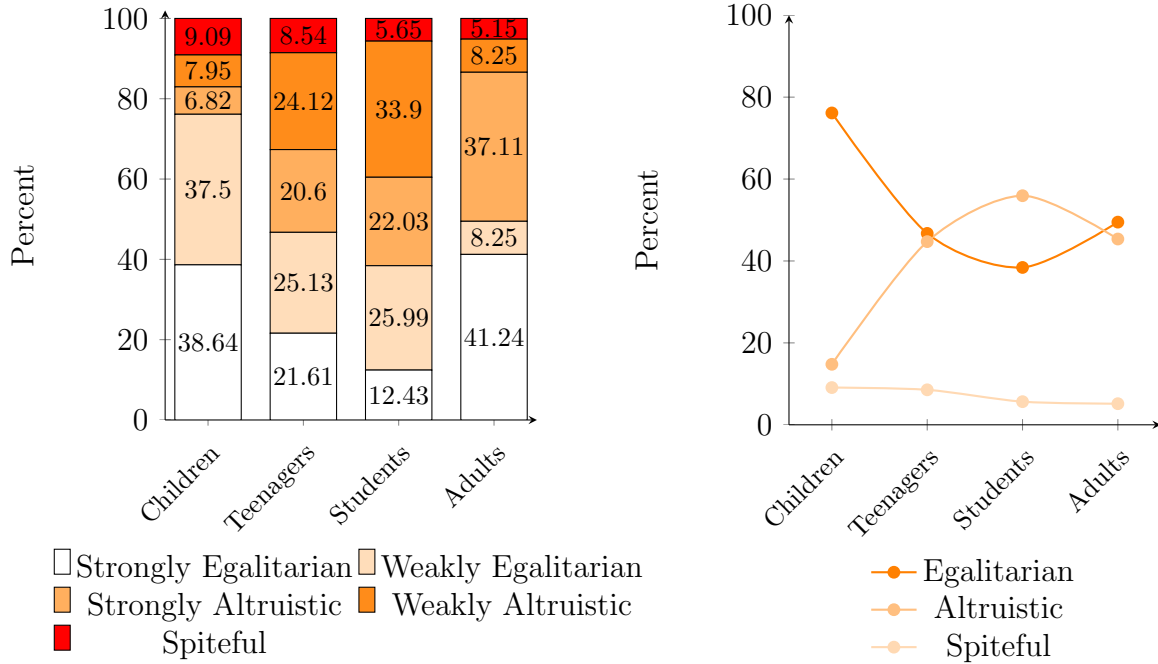 100
80
60
40
20
0
Percent
9.09
7.95
6.82
37.5
38.64
8.54
24.12
20.6
25.13
21.61
5.65
33.9
22.03
25.99
12.43
5.15
8.25
37.11
8.25
41.24
Children
Teenagers
Students
Adults
Strongly Egalitarian
Weakly Egalitarian
Strongly Altruistic
Weakly Altruistic
Spiteful
100
80
60
40
20
0
Percent
Children
Teenagers
Students
Adults
Egalitarian
Altruistic
Spiteful